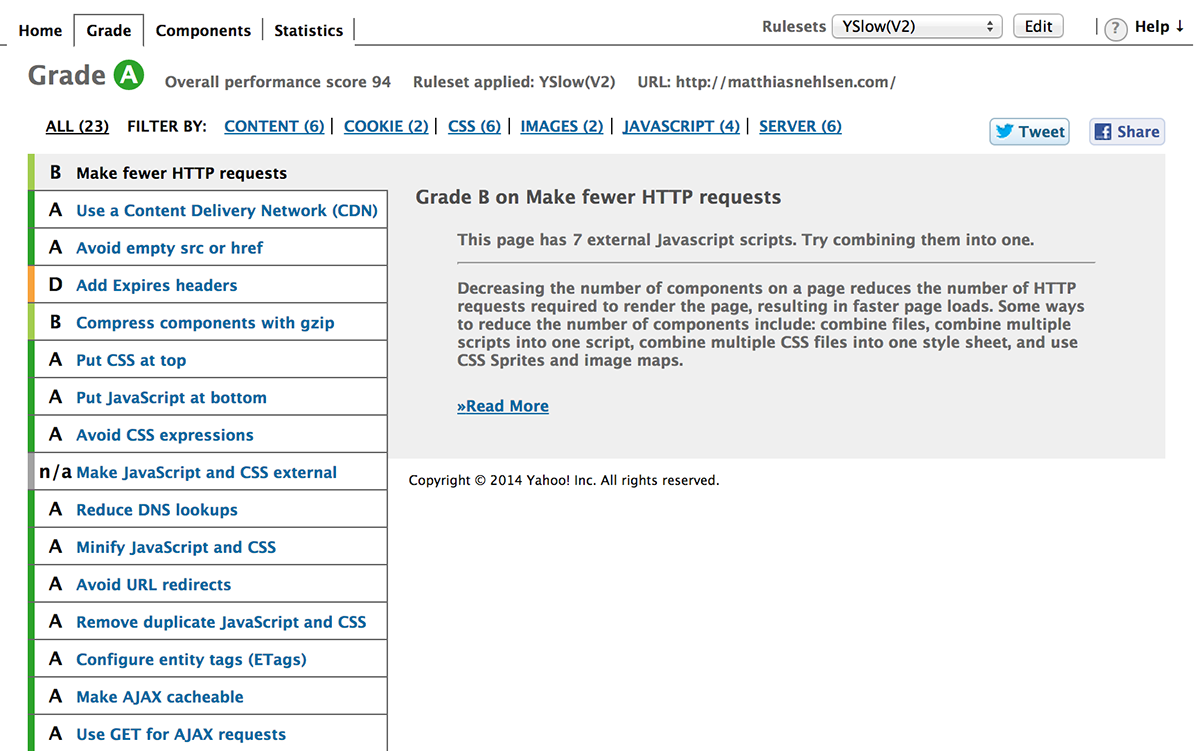 Home Grade Components Statistics Rulesets YSlow(V2) Edit ? Help ↓
Grade A Overall performance score 94 Ruleset applied: YSlow(V2) URL: http://matthiasnehlsen.com/
ALL (23) FILTER BY: CONTENT (6) | COOKIE (2) | CSS (6) | IMAGES (2) | JAVASCRIPT (4) | SERVER (6)
Tweet Share
B Make fewer HTTP requests
A Use a Content Delivery Network (CDN)
A Avoid empty src or href
D Add Expires headers
B Compress components with gzip
A Put CSS at top
A Put JavaScript at bottom
A Avoid CSS expressions
n/a Make JavaScript and CSS external
A Reduce DNS lookups
A Minify JavaScript and CSS
A Avoid URL redirects
A Remove duplicate JavaScript and CSS
A Configure entity tags (ETags)
A Make AJAX cacheable
A Use GET for AJAX requests
Grade B on Make fewer HTTP requests
This page has 7 external Javascript scripts. Try combining them into one.
Decreasing the number of components on a page reduces the number of HTTP
requests required to render the page, resulting in faster page loads. Some ways
to reduce the number of components include: combine files, combine multiple
scripts into one script, combine multiple CSS files into one style sheet, and use
CSS Sprites and image maps.
»Read More
Copyright © 2014 Yahoo! Inc. All rights reserved.